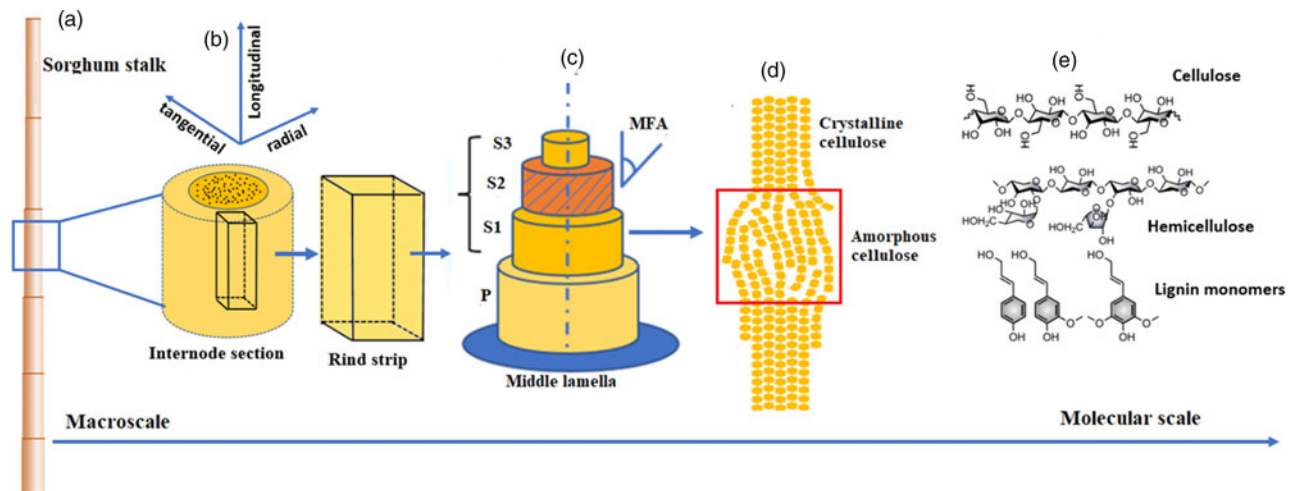 (a)
Sorghum stalk
(b)
Longitudinal
tangential
radial
Internode section
Rind strip
(c)
MFA
S3
S2
S1
P
Middle lamella
(d)
Crystalline
cellulose
Amorphous
cellulose
(e)
Cellulose
Hemicellulose
Lignin monomers
Macroscale
Molecular scale